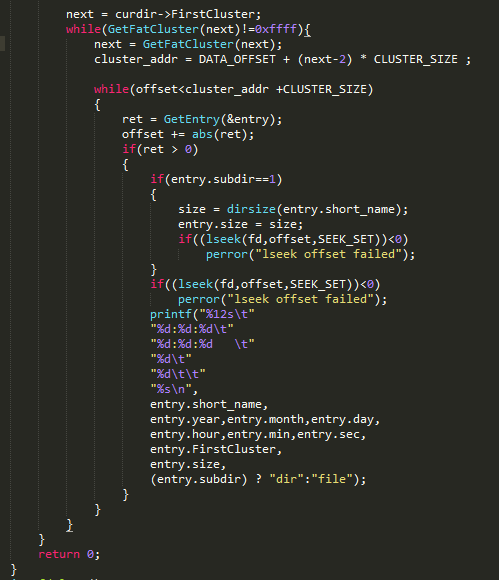 next = curdir->FirstCluster;
while(GetFatCluster(next)!=0xffff){
next = GetFatCluster(next);
cluster_addr = DATA_OFFSET + (next-2) * CLUSTER_SIZE ;
while(offset<cluster_addr +CLUSTER_SIZE)
{
ret = GetEntry(&entry);
offset += abs(ret);
if(ret > 0)
{
if(entry.subdir==1)
{
size = dirsize(entry.short_name);
entry.size = size;
if((lseek(fd,offset,SEEK_SET))<0)
perror("lseek offset failed");
}
if((lseek(fd,offset,SEEK_SET))<0)
perror("lseek offset failed");
printf("%12s\t"
"%d:%d:%d\t"
"%d:%d:%d   \t"
"%d\t"
"%d\t\t"
"%s\n",
entry.short_name,
entry.year,entry.month,entry.day,
entry.hour,entry.min,entry.sec,
entry.FirstCluster,
entry.size,
(entry.subdir) ? "dir":"file");
}
}
}
}
return 0;
}